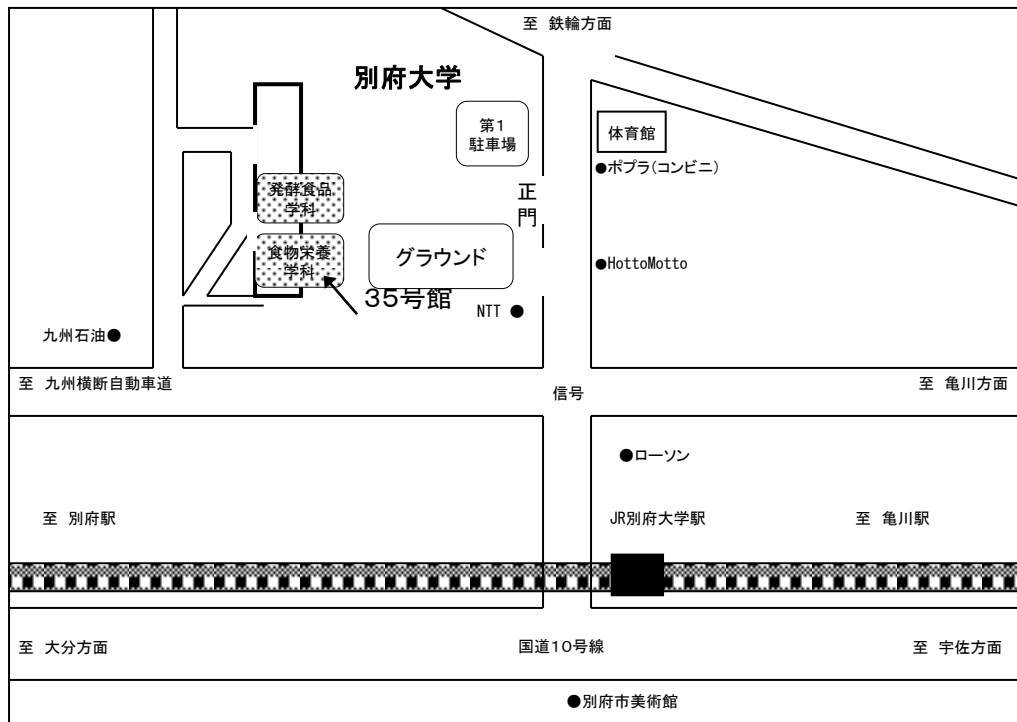 至 鉄輪方面
別府大学
第1
駐車場
体育館
●ポプラ(コンビニ)
発酵食品
学科
正
門
食物栄養
学科
グラウンド
●HottoMotto
35号館
NTT ●
九州石油●
至 九州横断自動車道
信号
至 亀川方面
●ローソン
至 別府駅
JR別府大学駅
至 亀川駅
至 大分方面
国道10号線
至 宇佐方面
●別府市美術館